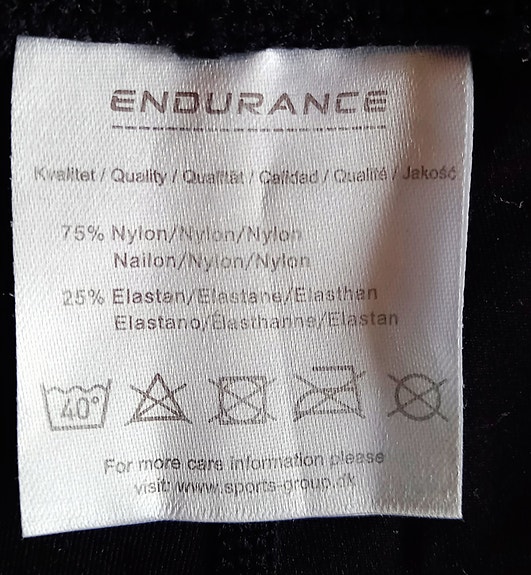 ENDURANCE
Kvalitet / Quality / Qualität / Calidad / Qualité / Jakość
75% Nylon/Nylon/Nylon
Nailon/Nylon/Nylon
25% Elastan/Elastane/Elasthan
Elastano/Élasthanne/Elastan
40°
For more care information please
visit: www.sports-group.dk